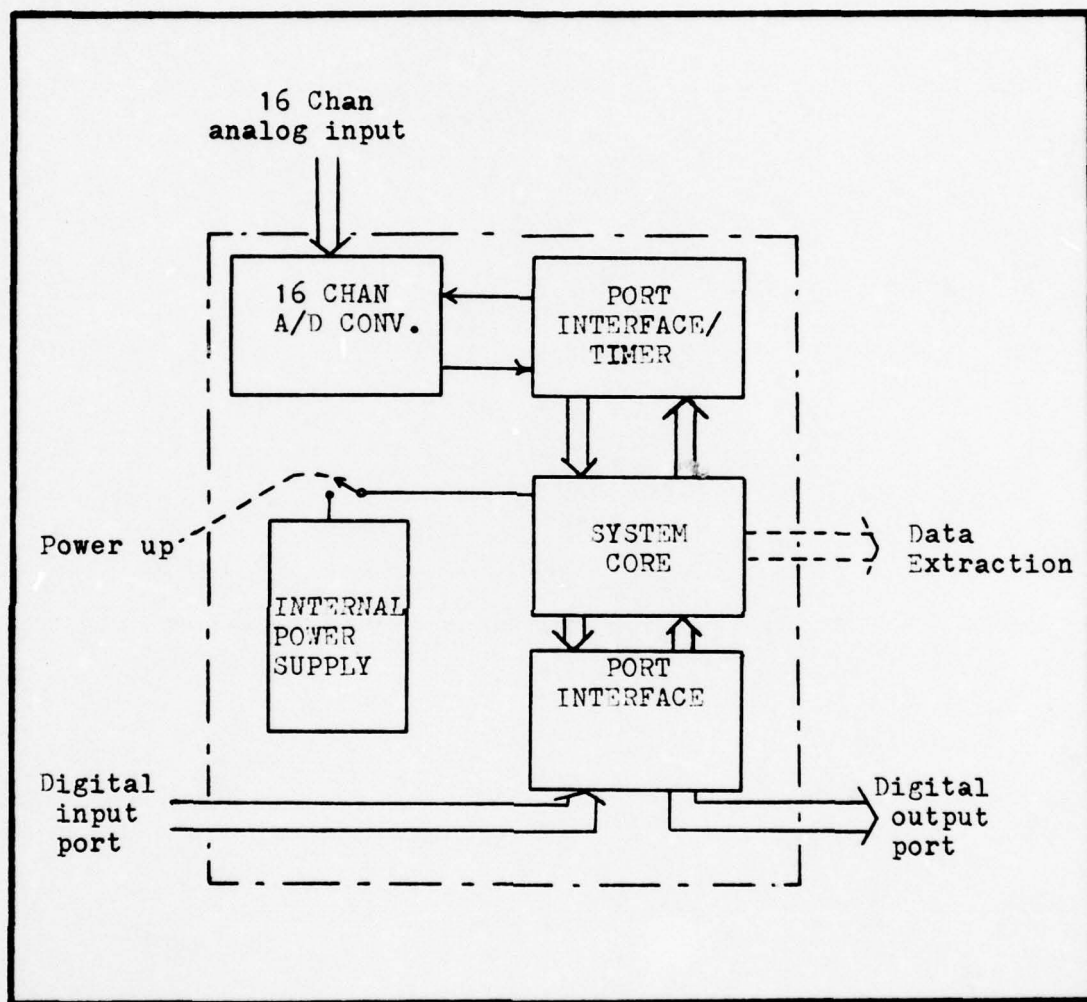 16 Chan
analog input
16 CHAN
A/D CONV.
PORT
INTERFACE/
TIMER
Power up
SYSTEM
CORE
Data
Extraction
INTERNAL
POWER
SUPPLY
PORT
INTERFACE
Digital
input
port
Digital
output
port